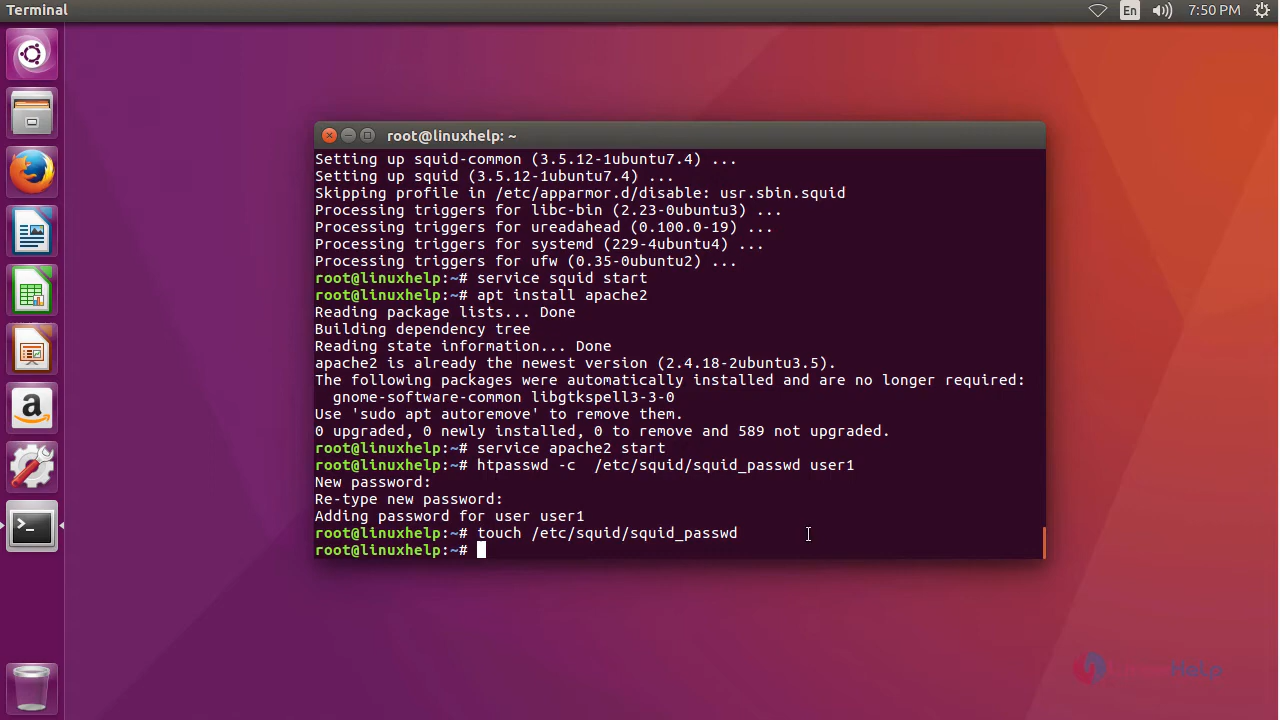 Terminal
En
7:50 PM
root@linuxhelp: ~
Setting up squid-common (3.5.12-1ubuntu7.4) ...
Setting up squid (3.5.12-1ubuntu7.4) ...
Skipping profile in /etc/apparmor.d/disable: usr.sbin.squid
Processing triggers for libc-bin (2.23-0ubuntu3) ...
Processing triggers for ureadahead (0.100.0-19) ...
Processing triggers for systemd (229-4ubuntu4) ...
Processing triggers for ufw (0.35-0ubuntu2) ...
root@linuxhelp:~# service squid start
root@linuxhelp:~# apt install apache2
Reading package lists... Done
Building dependency tree
Reading state information... Done
apache2 is already the newest version (2.4.18-2ubuntu3.5).
The following packages were automatically installed and are no longer required:
  gnome-software-common libgtkspell3-3-0
Use 'sudo apt autoremove' to remove them.
0 upgraded, 0 newly installed, 0 to remove and 589 not upgraded.
root@linuxhelp:~# service apache2 start
root@linuxhelp:~# htpasswd -c  /etc/squid/squid_passwd user1
New password:
Re-type new password:
Adding password for user user1
root@linuxhelp:~# touch /etc/squid/squid_passwd
root@linuxhelp:~#
LinuxHelp